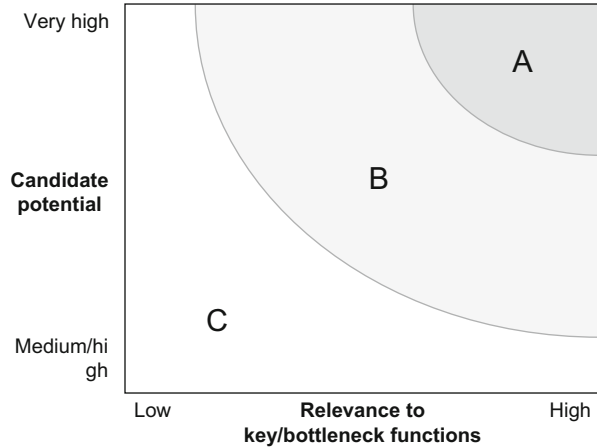 Very high
A
Candidate
potential
B
C
Medium/hi
gh
Low
Relevance to
key/bottleneck functions
High